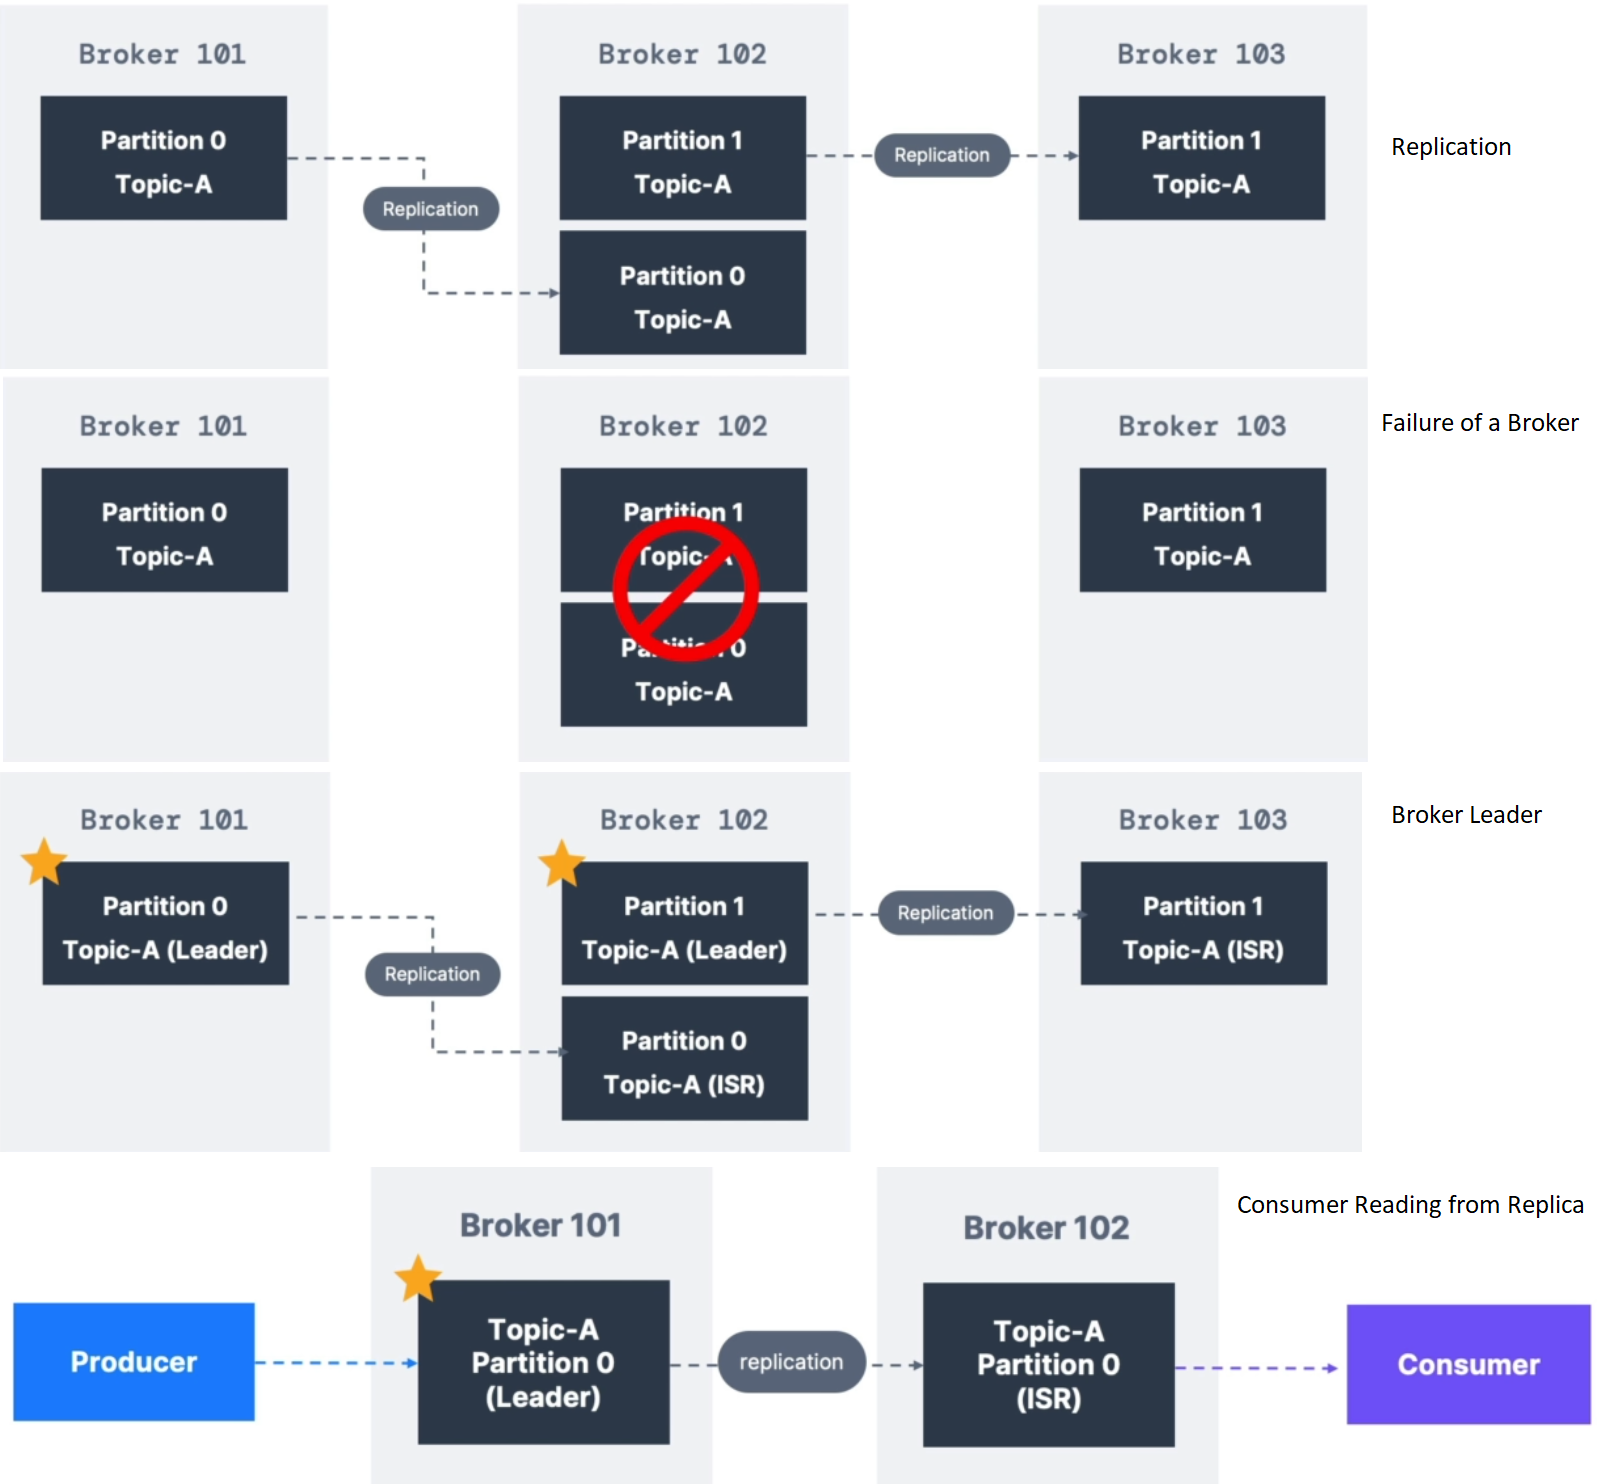 Broker 101
Broker 102
Broker 103
Partition 0
Topic-A
Partition 1
Topic-A
Partition 1
Topic-A
Replication
Replication
Replication
Partition 0
Topic-A
Broker 101
Broker 102
Broker 103
Failure of a Broker
Partition 0
Topic-A
Partition 1
Topic-A
Partition 1
Topic-A
Partition 0
Topic-A
Broker 101
Broker 102
Broker 103
Broker Leader
Partition 0
Topic-A (Leader)
Partition 1
Topic-A (Leader)
Replication
Partition 1
Topic-A (ISR)
Replication
Partition 0
Topic-A (ISR)
Consumer Reading from Replica
Broker 101
Broker 102
Producer
Topic-A
Partition 0
(Leader)
replication
Topic-A
Partition 0
(ISR)
Consumer